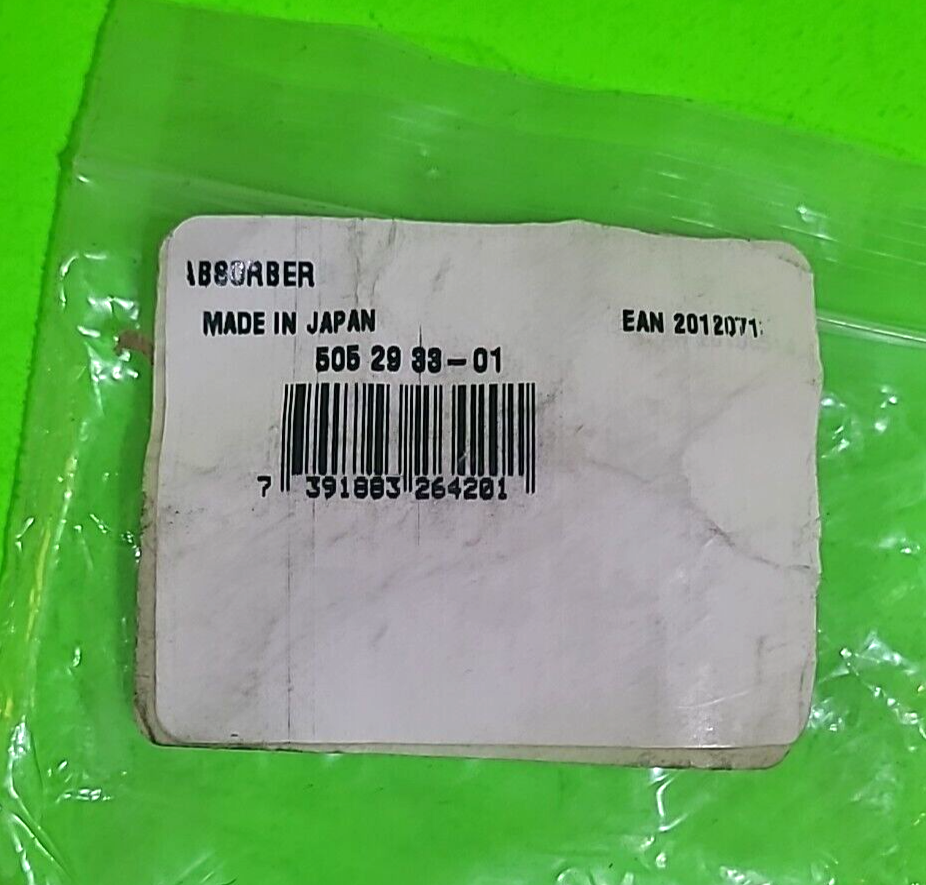 ABSORBER
MADE IN JAPAN
EAN 2012071
505 29 33-01
7 391883 264201